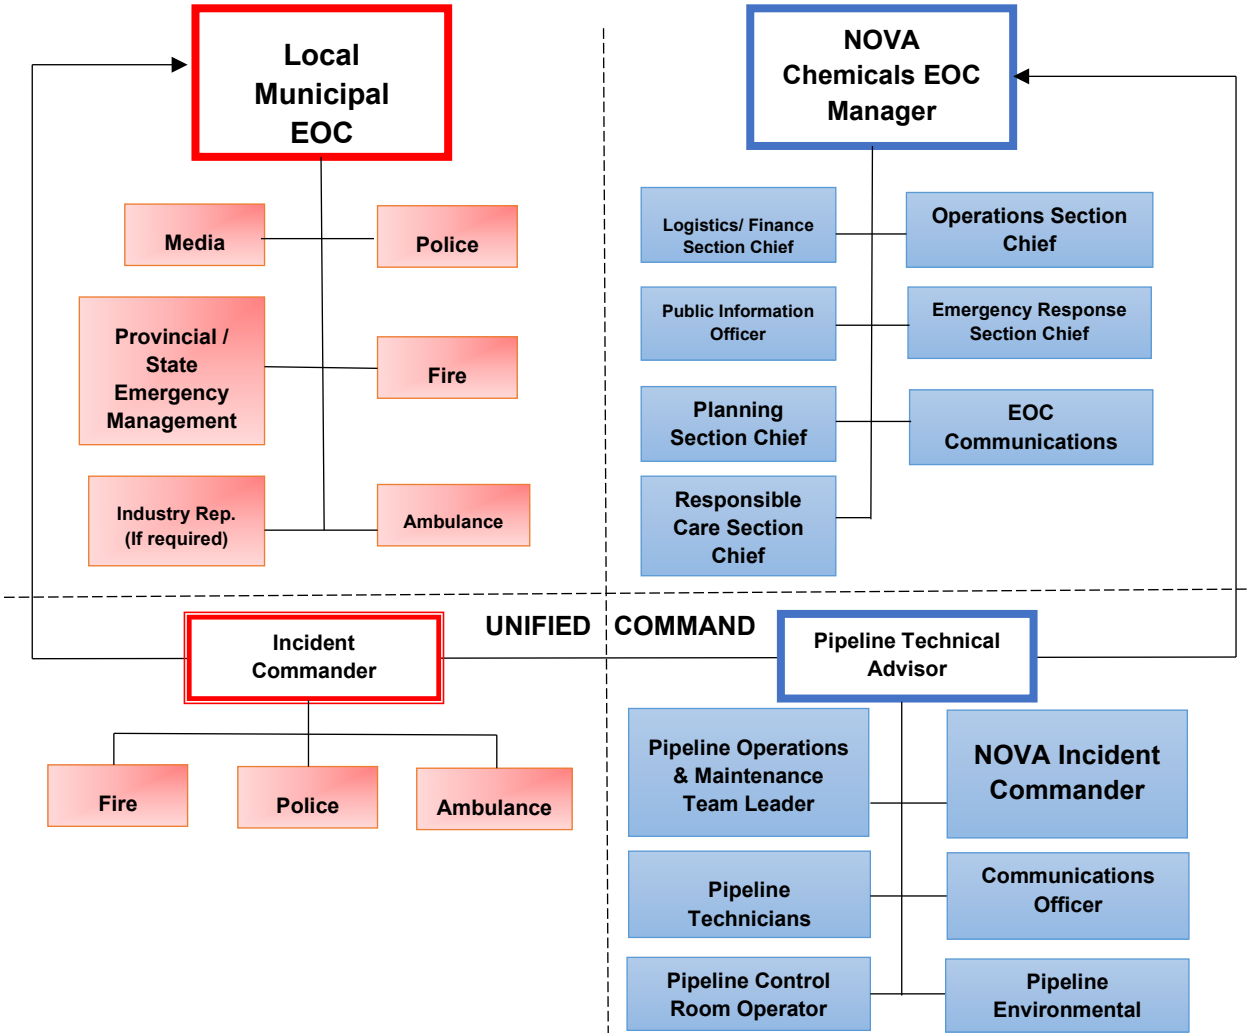 Local
Municipal
EOC
NOVA
Chemicals EOC
Manager
Media
Police
Provincial /
State
Emergency
Management
Fire
Industry Rep.
(If required)
Ambulance
Logistics/ Finance
Section Chief
Operations Section
Chief
Public Information
Officer
Emergency Response
Section Chief
Planning
Section Chief
EOC
Communications
Responsible
Care Section
Chief
UNIFIED COMMAND
Incident
Commander
Fire
Police
Ambulance
Pipeline Technical
Advisor
Pipeline Operations
& Maintenance
Team Leader
NOVA Incident
Commander
Pipeline
Technicians
Communications
Officer
Pipeline Control
Room Operator
Pipeline
Environmental